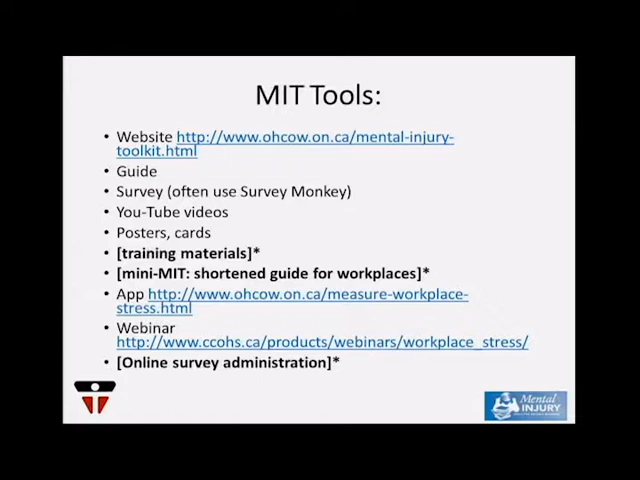 MIT Tools:
• Website http://www.ohcow.on.ca/mental-injury-
toolkit.html
• Guide
• Survey (often use Survey Monkey)
• You-Tube videos
• Posters, cards
• [training materials]*
• [mini-MIT: shortened guide for workplaces]*
• App http://www.ohcow.on.ca/measure-workplace-
stress.html
• Webinar
http://www.ccohs.ca/products/webinars/workplace_stress/
• [Online survey administration]*
Mental
INJURY